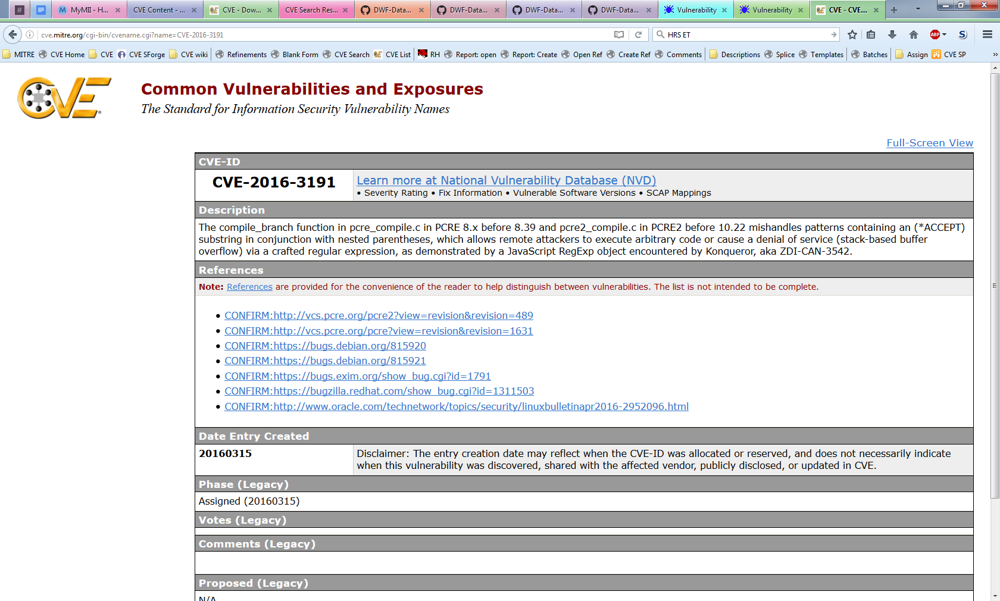 #
MyMII - H...
CVE Content - ...
CVE - Dow...
CVE Search Res...
DWF-Data...
DWF-Data...
DWF-Data...
DWF-Data...
Vulnerability
Vulnerability
CVE - CVE...
cve.mitre.org/cgi-bin/cvename.cgi?name=CVE-2016-3191
HRS ET
ABP
S
MITRE CVE Home CVE CVE SForge CVE wiki Refinements Blank Form CVE Search CVE List RH Report: open Report: Create Open Ref Create Ref Comments Descriptions Splice Templates Batches Assign CVE SP »
CVE
Common Vulnerabilities and Exposures
The Standard for Information Security Vulnerability Names
Full-Screen View
CVE-ID
CVE-2016-3191
Learn more at National Vulnerability Database (NVD)
• Severity Rating • Fix Information • Vulnerable Software Versions • SCAP Mappings
Description
The compile_branch function in pcre_compile.c in PCRE 8.x before 8.39 and pcre2_compile.c in PCRE2 before 10.22 mishandles patterns containing an (*ACCEPT)
substring in conjunction with nested parentheses, which allows remote attackers to execute arbitrary code or cause a denial of service (stack-based buffer
overflow) via a crafted regular expression, as demonstrated by a JavaScript RegExp object encountered by Konqueror, aka ZDI-CAN-3542.
References
Note: References are provided for the convenience of the reader to help distinguish between vulnerabilities. The list is not intended to be complete.
• CONFIRM:http://vcs.pcre.org/pcre2?view=revision&revision=489
• CONFIRM:http://vcs.pcre.org/pcre?view=revision&revision=1631
• CONFIRM:https://bugs.debian.org/815920
• CONFIRM:https://bugs.debian.org/815921
• CONFIRM:https://bugs.exim.org/show_bug.cgi?id=1791
• CONFIRM:https://bugzilla.redhat.com/show_bug.cgi?id=1311503
• CONFIRM:http://www.oracle.com/technetwork/topics/security/linuxbulletinapr2016-2952096.html
Date Entry Created
20160315
Disclaimer: The entry creation date may reflect when the CVE-ID was allocated or reserved, and does not necessarily indicate
when this vulnerability was discovered, shared with the affected vendor, publicly disclosed, or updated in CVE.
Phase (Legacy)
Assigned (20160315)
Votes (Legacy)
Comments (Legacy)
Proposed (Legacy)
N/A